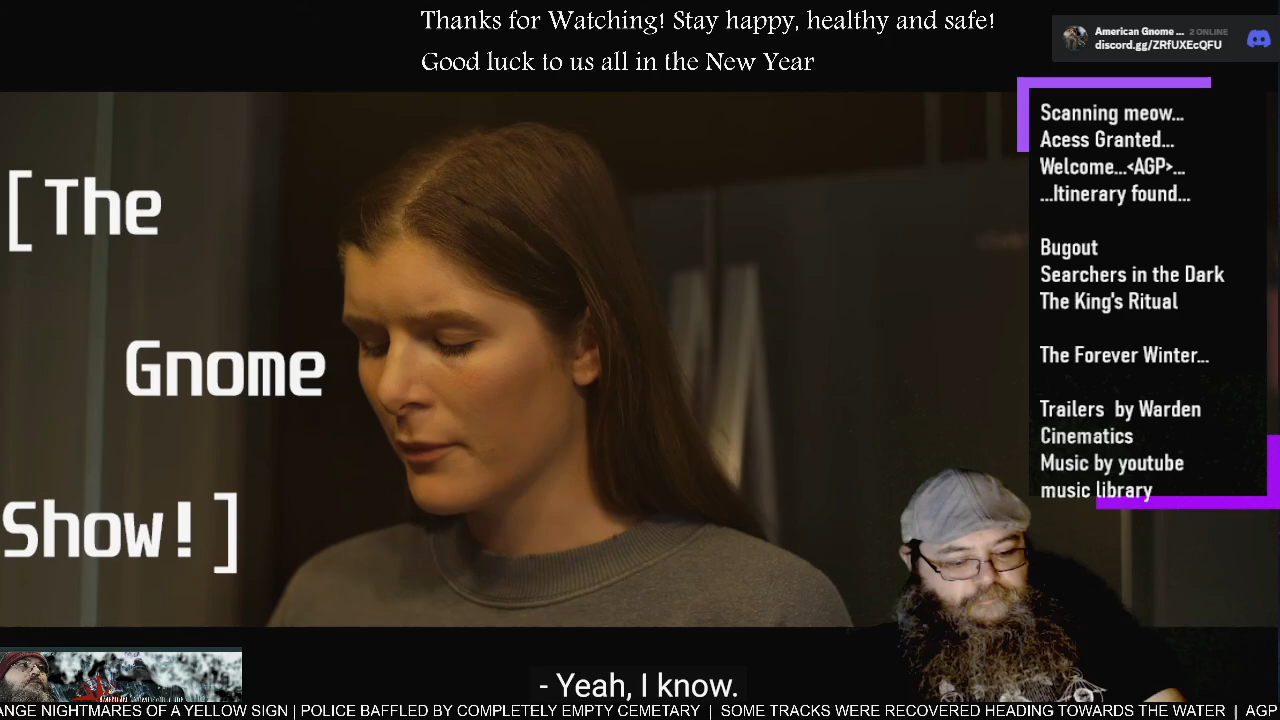 Thanks for Watching! Stay happy, healthy and safe!
Good luck to us all in the New Year
American Gnome ... 2 ONLINE
discord.gg/ZRfUXEcQFU
Scanning meow...
Acess Granted...
Welcome...<AGP>...
...Itinerary found...
Bugout
Searchers in the Dark
The King's Ritual
The Forever Winter...
Trailers by Warden
Cinematics
Music by youtube
music library
[The
Gnome
Show!]
- Yeah, I know.
ANGE NIGHTMARES OF A YELLOW SIGN | POLICE BAFFLED BY COMPLETELY EMPTY CEMETARY | SOME TRACKS WERE RECOVERED HEADING TOWARDS THE WATER | AGP